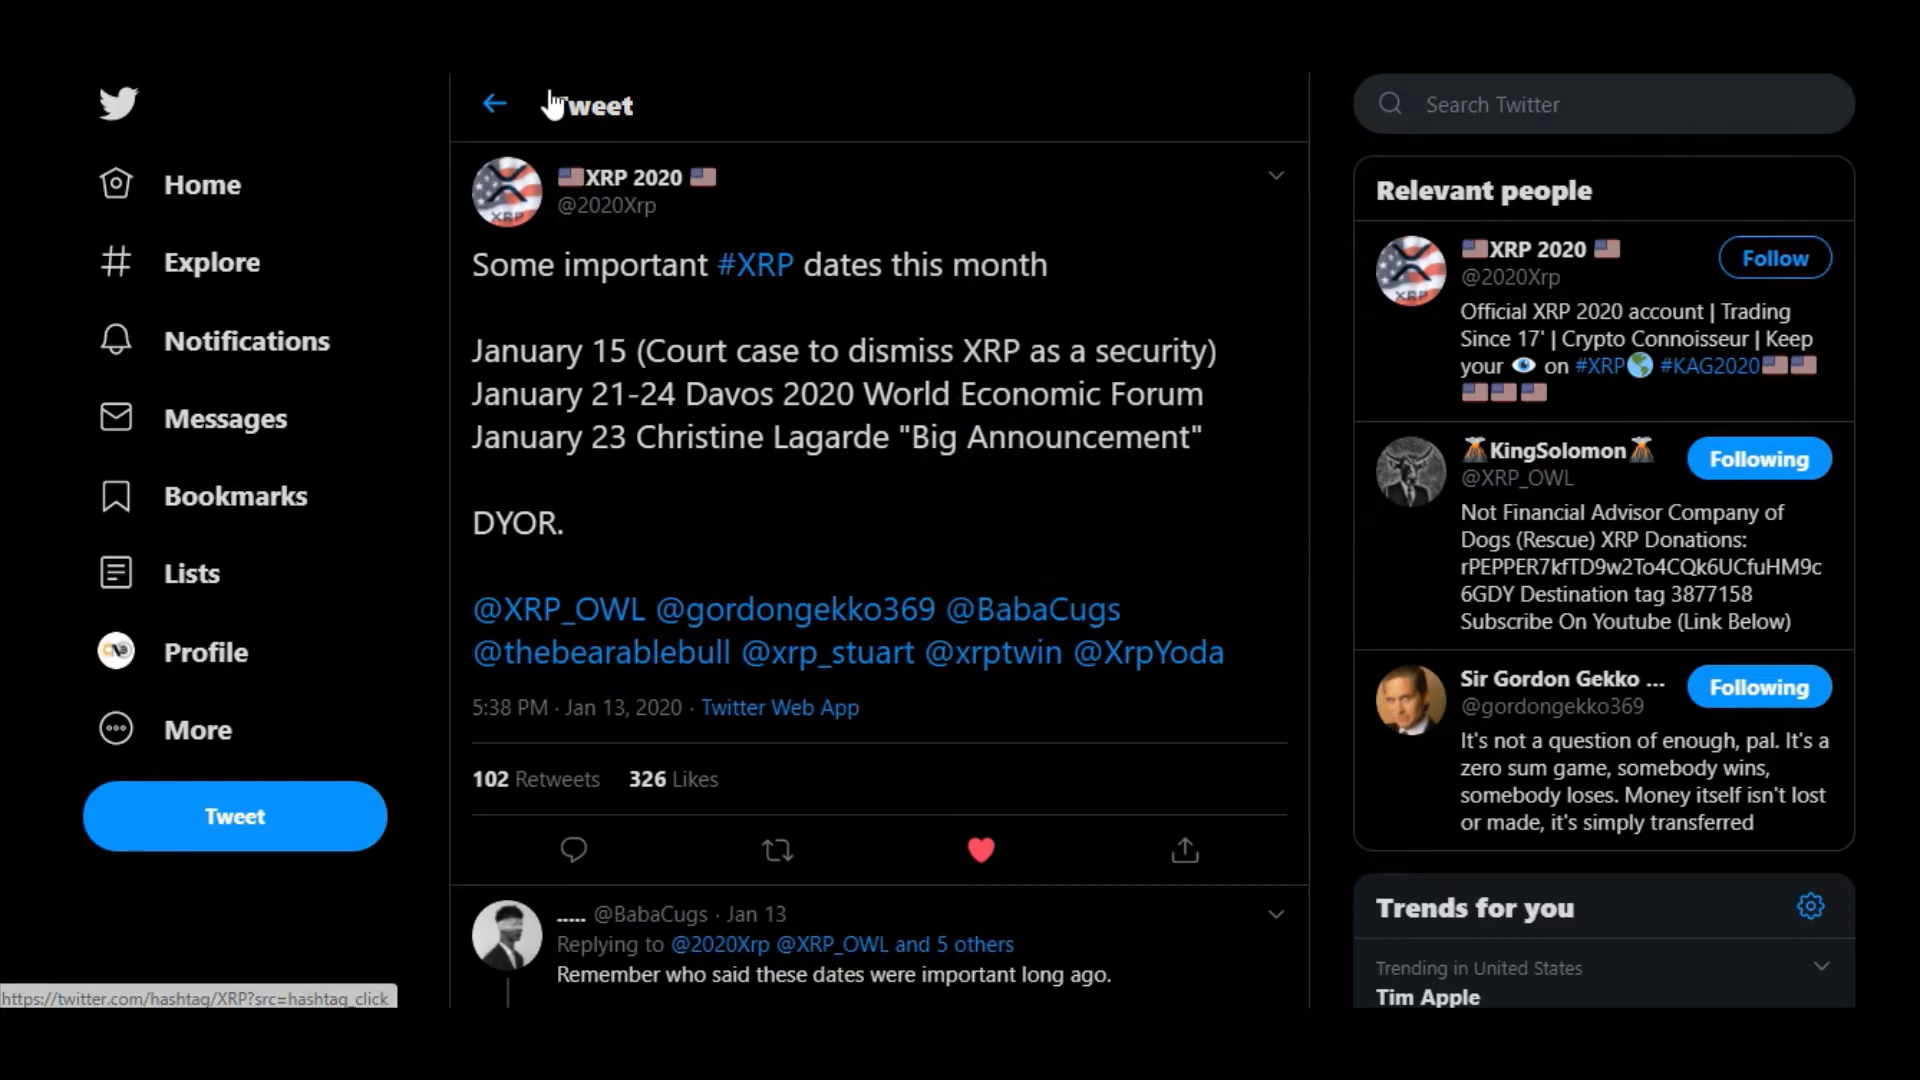 Home
Explore
Notifications
Messages
Bookmarks
Lists
Profile
More
Tweet
https://twitter.com/hashtag/XRP?src=hashtag_click
Tweet
XRP 2020
@2020Xrp
Some important #XRP dates this month
January 15 (Court case to dismiss XRP as a security)
January 21-24 Davos 2020 World Economic Forum
January 23 Christine Lagarde "Big Announcement"
DYOR.
@XRP_OWL @gordongekko369 @BabaCugs
@thebearablebull @xrp_stuart @xrptwin @XrpYoda
5:38 PM · Jan 13, 2020 · Twitter Web App
102 Retweets 326 Likes
..... @BabaCugs · Jan 13
Replying to @2020Xrp @XRP_OWL and 5 others
Remember who said these dates were important long ago.
Search Twitter
Relevant people
XRP 2020
Follow
@2020Xrp
Official XRP 2020 account | Trading
Since 17' | Crypto Connoisseur | Keep
your 👁 on #XRP🌎 #KAG2020
KingSolomon
Following
@XRP_OWL
Not Financial Advisor Company of
Dogs (Rescue) XRP Donations:
rPEPPER7kfTD9w2To4CQk6UCfuHM9c
6GDY Destination tag 3877158
Subscribe On Youtube (Link Below)
Sir Gordon Gekko ...
Following
@gordongekko369
It's not a question of enough, pal. It's a
zero sum game, somebody wins,
somebody loses. Money itself isn't lost
or made, it's simply transferred
Trends for you
Trending in United States
Tim Apple